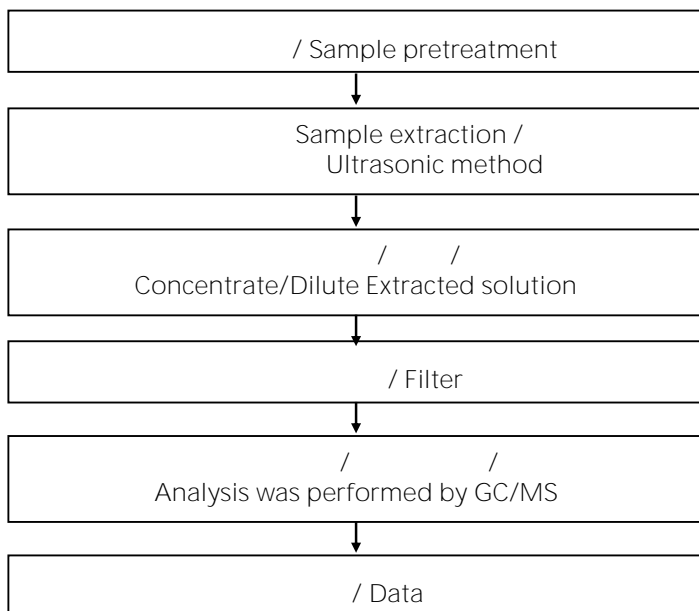 / Sample pretreatment
Sample extraction /
Ultrasonic method
/ /
Concentrate/Dilute Extracted solution
/ Filter
/ /
Analysis was performed by GC/MS
/ Data